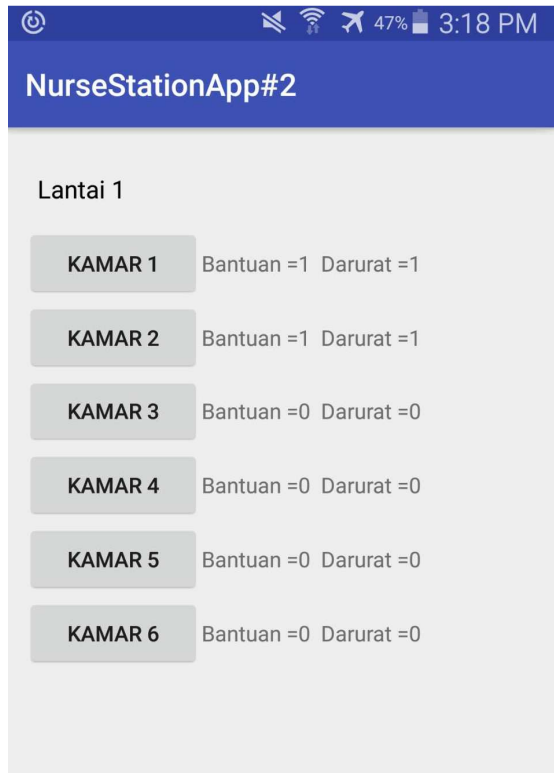 47% 3:18 PM
NurseStationApp#2
Lantai 1
KAMAR 1 Bantuan =1 Darurat =1
KAMAR 2 Bantuan =1 Darurat =1
KAMAR 3 Bantuan =0 Darurat =0
KAMAR 4 Bantuan =0 Darurat =0
KAMAR 5 Bantuan =0 Darurat =0
KAMAR 6 Bantuan =0 Darurat =0